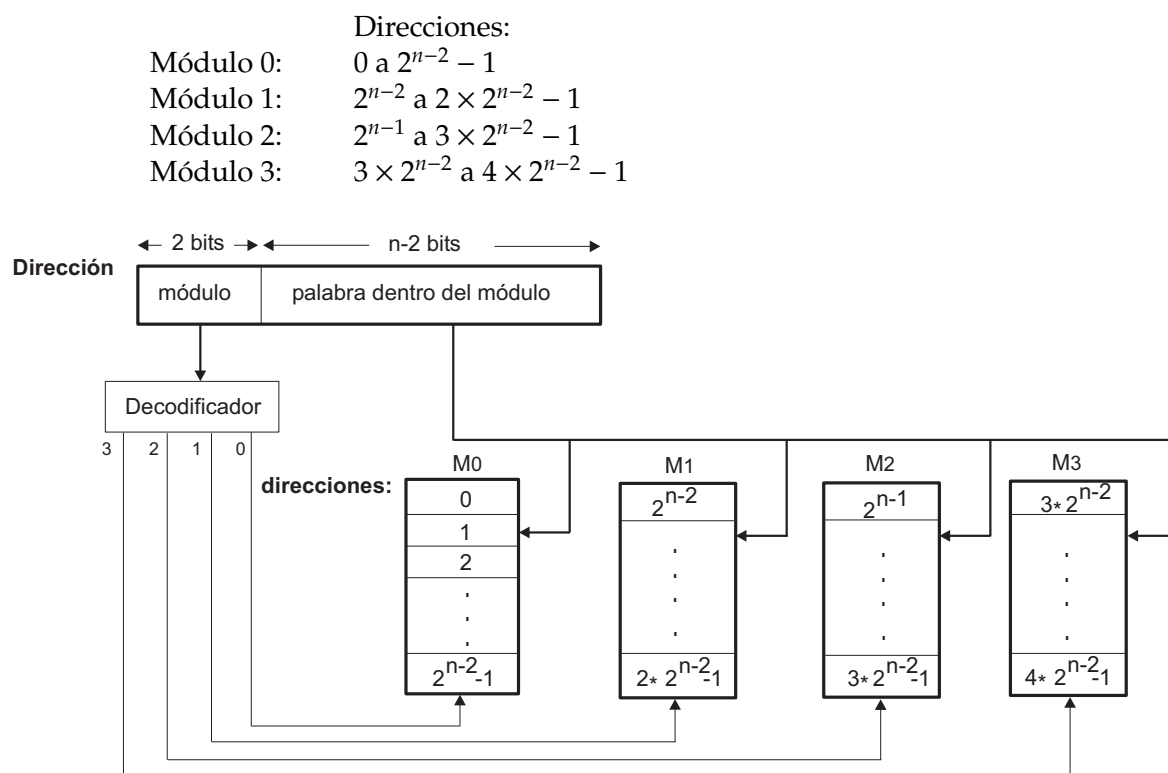 Direcciones:
Módulo 0: 0 a 2^{n−2} − 1
Módulo 1: 2^{n−2} a 2 × 2^{n−2} − 1
Módulo 2: 2^{n−1} a 3 × 2^{n−2} − 1
Módulo 3: 3 × 2^{n−2} a 4 × 2^{n−2} − 1
2 bits n-2 bits
Dirección
módulo palabra dentro del módulo
Decodificador
3 2 1 0
direcciones: M0 M1 M2 M3
0 2^{n-2} 2^{n-1} 3* 2^{n-2}
1
2
2^{n-2}-1 2* 2^{n-2}-1 3* 2^{n-2}-1 4* 2^{n-2}-1